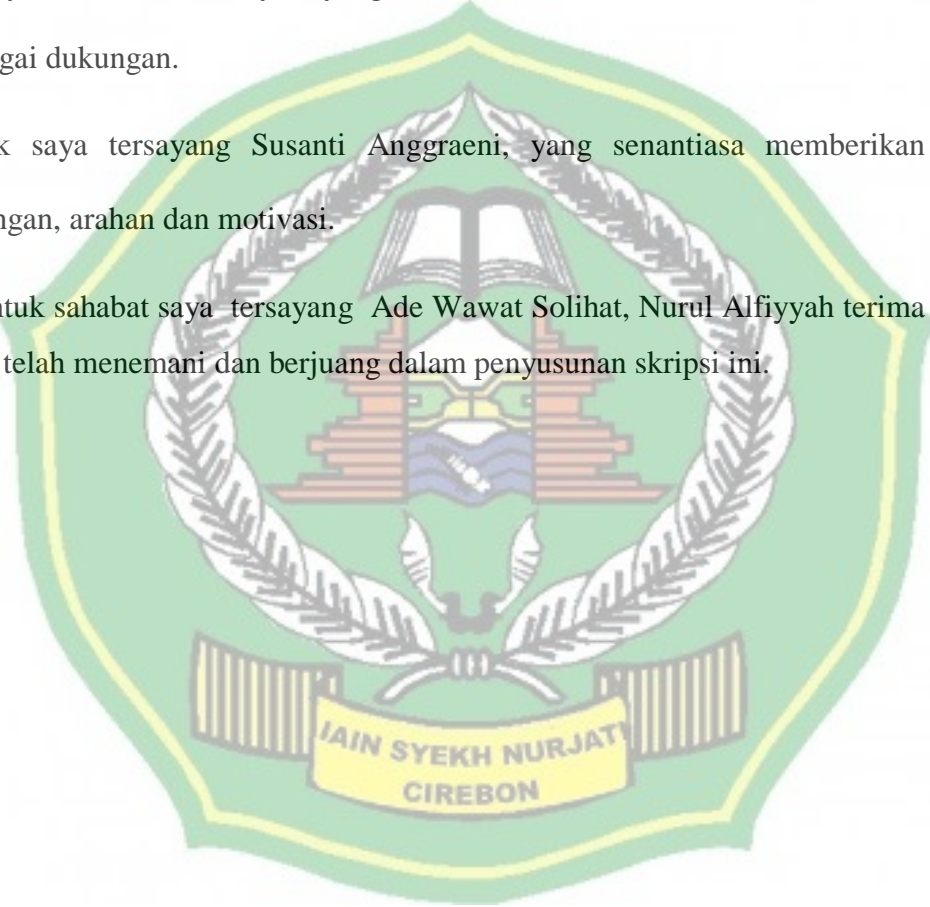 gai dukungan.
k saya tersayang Susanti Anggraeni, yang senantiasa memberikan
ngan, arahan dan motivasi.
ntuk sahabat saya tersayang Ade Wawat Solihat, Nurul Alfiyyah terima
telah menemani dan berjuang dalam penyusunan skripsi ini.
IAIN SYEKH NURJATI
CIREBON